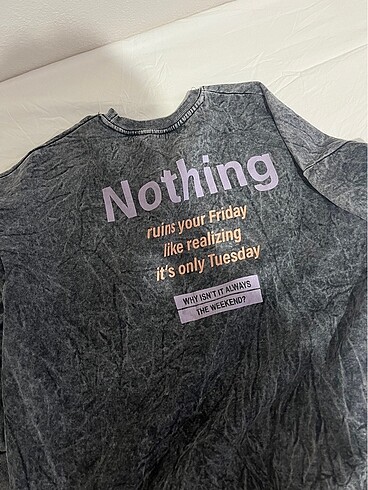 Nothing
ruins your Friday
like realizing
it's only Tuesday
WHY ISN'T IT ALWAYS
THE WEEKEND?